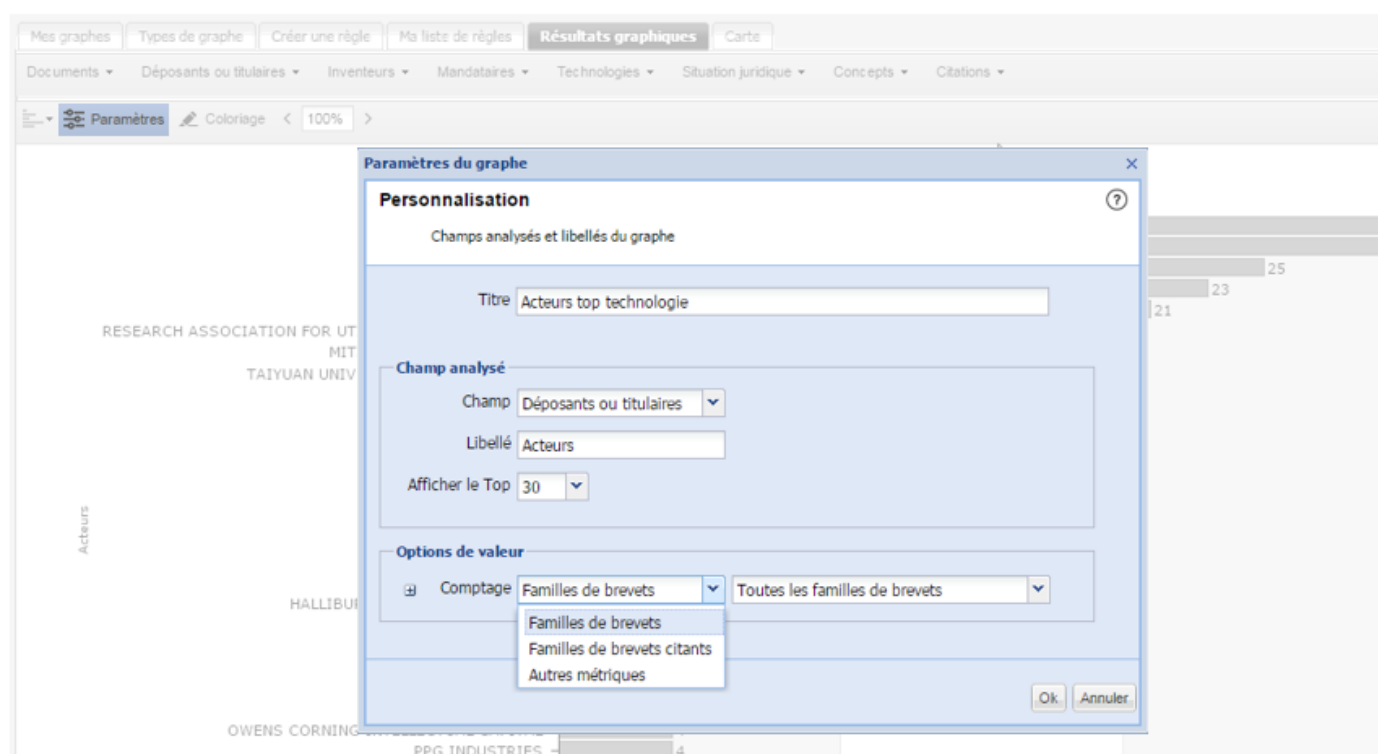 Mes graphes Types de graphe Créer une règle Ma liste de règles Résultats graphiques Carte
Documents Déposants ou titulaires Inventeurs Mandataires Technologies Situation juridique Concepts Citations
Paramètres Coloriage < 100% >
Paramètres du graphe
Personnalisation
Champs analysés et libellés du graphe
25
Titre Acteurs top technologie
23
21
RESEARCH ASSOCIATION FOR UT
MIT
Champ analysé
TAIYUAN UNIV
Champ Déposants ou titulaires
Libellé Acteurs
Afficher le Top 30
Acteurs
Options de valeur
Comptage Familles de brevets Toutes les familles de brevets
HALLIBUR
Familles de brevets
Familles de brevets citants
Autres métriques
Ok Annuler
OWENS CORNING
PPG INDUSTRIES 4